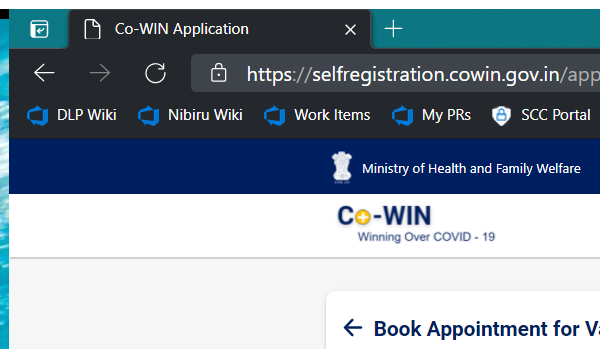 Co-WIN Application
https://selfregistration.cowin.gov.in/app
DLP Wiki Nibiru Wiki Work Items My PRs SCC Portal
Ministry of Health and Family Welfare
Co-WIN
Winning Over COVID - 19
Book Appointment for Va